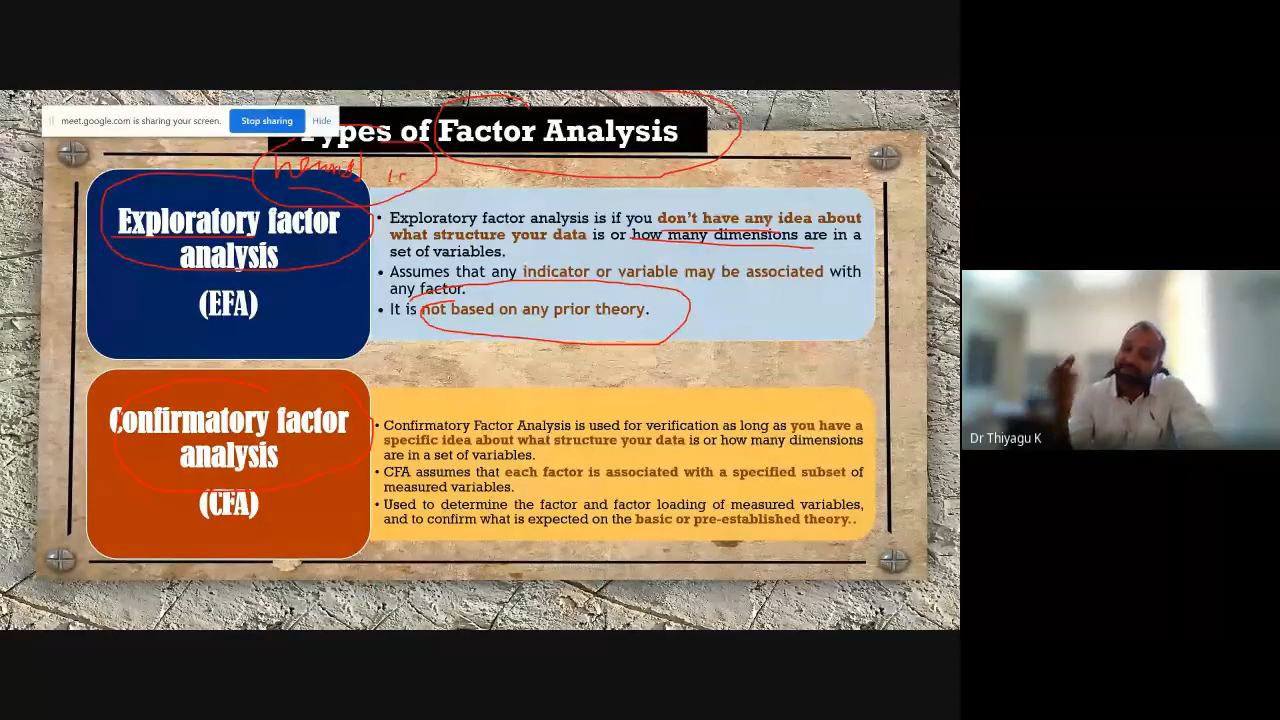 meet.google.com is sharing your screen. Stop sharing Hide
Types of Factor Analysis
Exploratory factor
analysis
(EFA)
• Exploratory factor analysis is if you don't have any idea about
what structure your data is or how many dimensions are in a
set of variables.
• Assumes that any indicator or variable may be associated with
any factor.
• It is not based on any prior theory.
Confirmatory factor
analysis
(CFA)
• Confirmatory Factor Analysis is used for verification as long as you have a
specific idea about what structure your data is or how many dimensions
are in a set of variables.
• CFA assumes that each factor is associated with a specified subset of
measured variables.
• Used to determine the factor and factor loading of measured variables,
and to confirm what is expected on the basic or pre-established theory..
Dr Thiyagu K